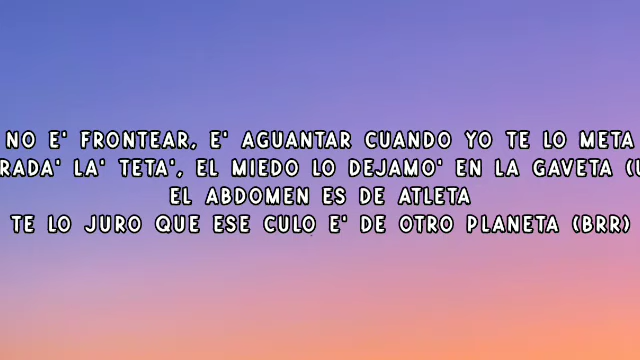 NO E' FRONTEAR, E' AGUANTAR CUANDO YO TE LO META
LA' TETA', EL MIEDO LO DEJAMO' EN LA GAVETA
EL ABDOMEN ES DE ATLETA
TE LO JURO QUE ESE CULO E' DE OTRO PLANETA (BRR)